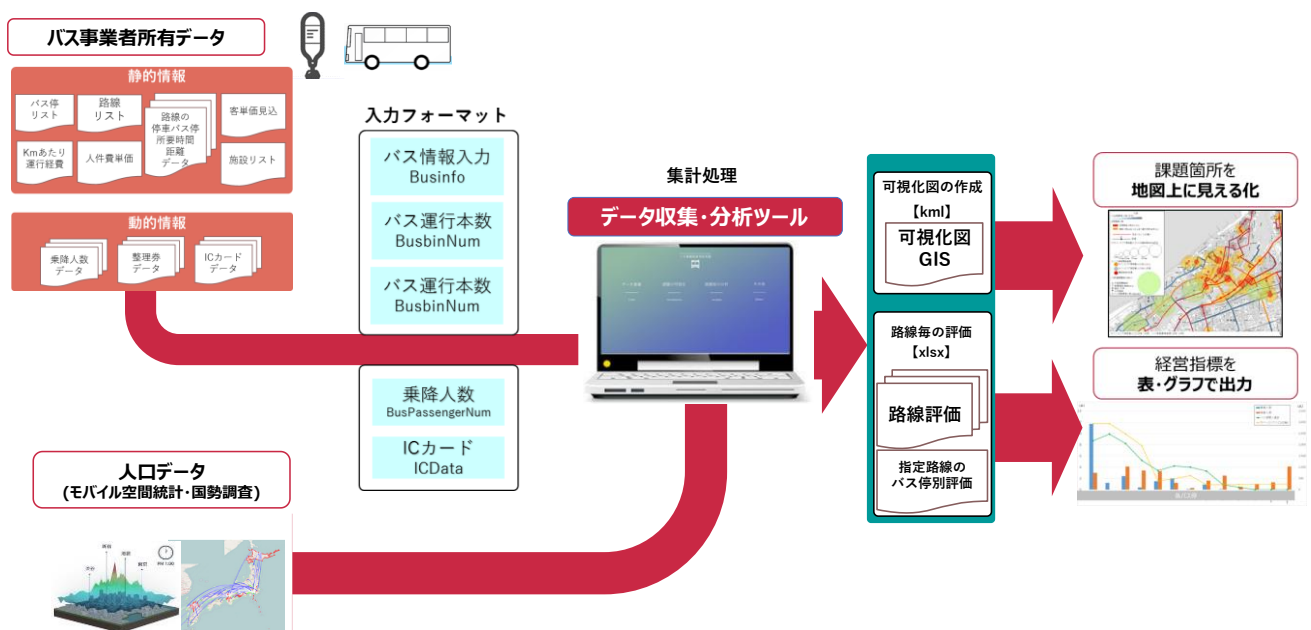 バス事業者所有データ
静的情報
バス停
リスト
路線
リスト
路線の
停車バス停
所要時間
距離
データ
客単価見込
Kmあたり
運行経費
人件費単価
施設リスト
動的情報
乗降人数
データ
整理券
データ
ICカード
データ
人口データ
(モバイル空間統計・国勢調査)
入力フォーマット
バス情報入力
Businfo
バス運行本数
BusbinNum
バス運行本数
BusbinNum
乗降人数
BusPassengerNum
ICカード
ICData
集計処理
データ収集・分析ツール
可視化図の作成
【kml】
可視化図
GIS
路線毎の評価
【xlsx】
路線評価
指定路線の
バス停別評価
課題箇所を
地図上に見える化
経営指標を
表・グラフで出力